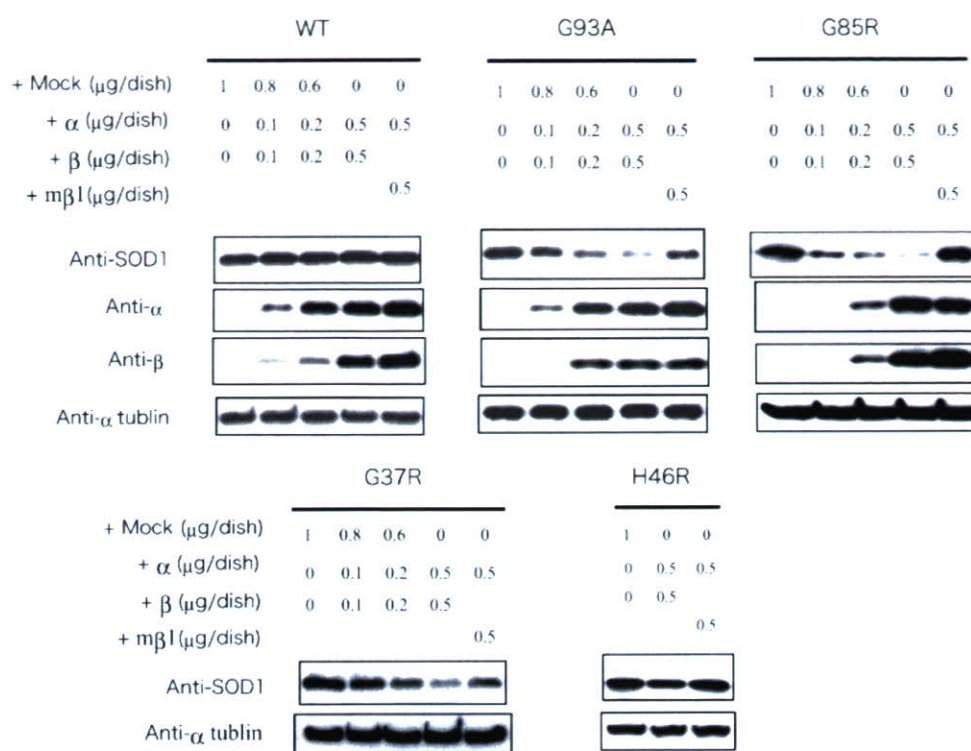 WT G93A G85R
+ Mock (μg/dish) 1 0.8 0.6 0 0 1 0.8 0.6 0 0 1 0.8 0.6 0 0
+ α (μg/dish) 0 0.1 0.2 0.5 0.5 0 0.1 0.2 0.5 0.5 0 0.1 0.2 0.5 0.5
+ β (μg/dish) 0 0.1 0.2 0.5 0 0.1 0.2 0.5 0 0.1 0.2 0.5
+ mβ1(μg/dish) 0.5 0.5 0.5
Anti-SOD1
Anti-α
Anti-β
Anti-α tublin
G37R H46R
+ Mock (μg/dish) 1 0.8 0.6 0 0 1 0 0
+ α (μg/dish) 0 0.1 0.2 0.5 0.5 0 0.5 0.5
+ β (μg/dish) 0 0.1 0.2 0.5 0 0.5
+ mβ1(μg/dish) 0.5 0.5
Anti-SOD1
Anti-α tublin